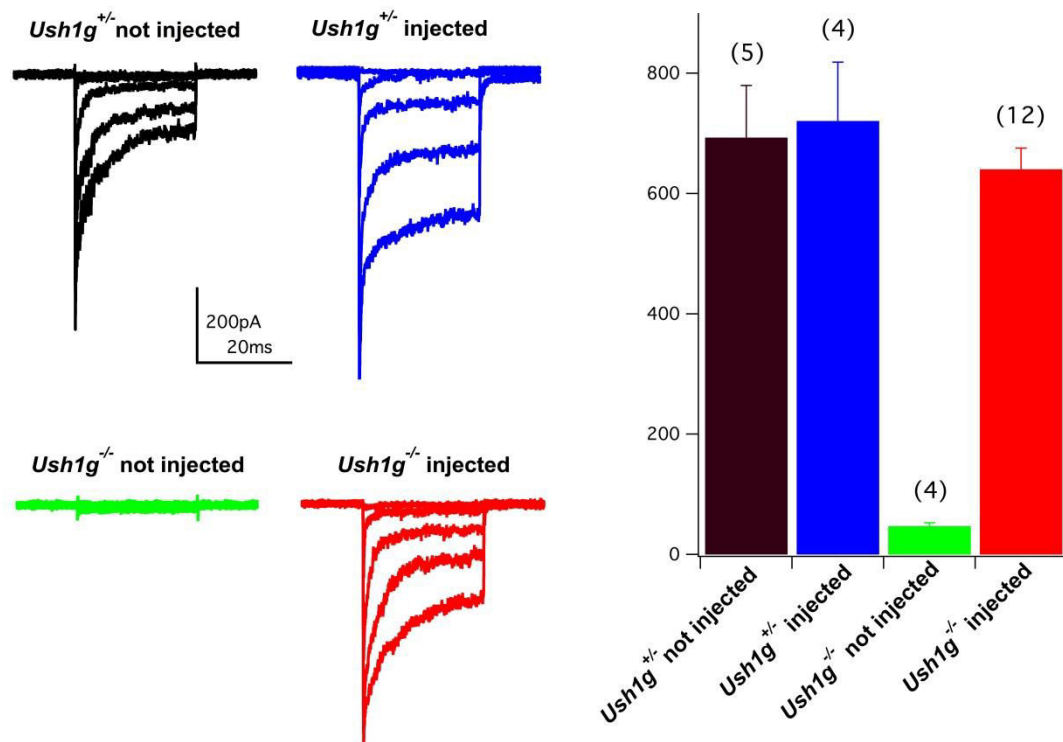 Ush1g+/- not injected
Ush1g+/- injected
200pA
20ms
Ush1g-/- not injected
Ush1g-/- injected
(5)
(4)
(4)
(12)
800
600
400
200
0
Ush1g+/- not injected
Ush1g+/- injected
Ush1g-/- not injected
Ush1g-/- injected